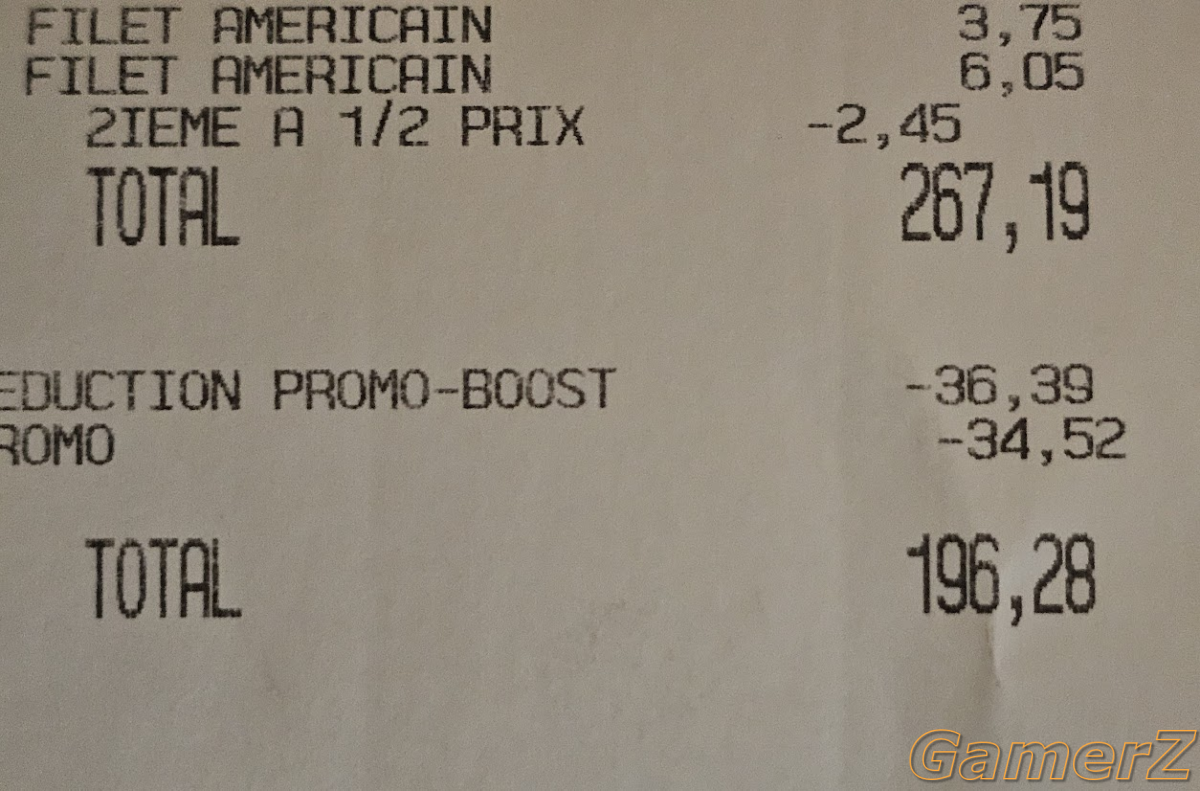 FILET AMERICAIN 3,75
FILET AMERICAIN 6,05
2IEME A 1/2 PRIX -2,45
TOTAL 267,19
EDUCTION PROMO-BOOST -36,39
ROMO -34,52
TOTAL 196,28
GamerZ